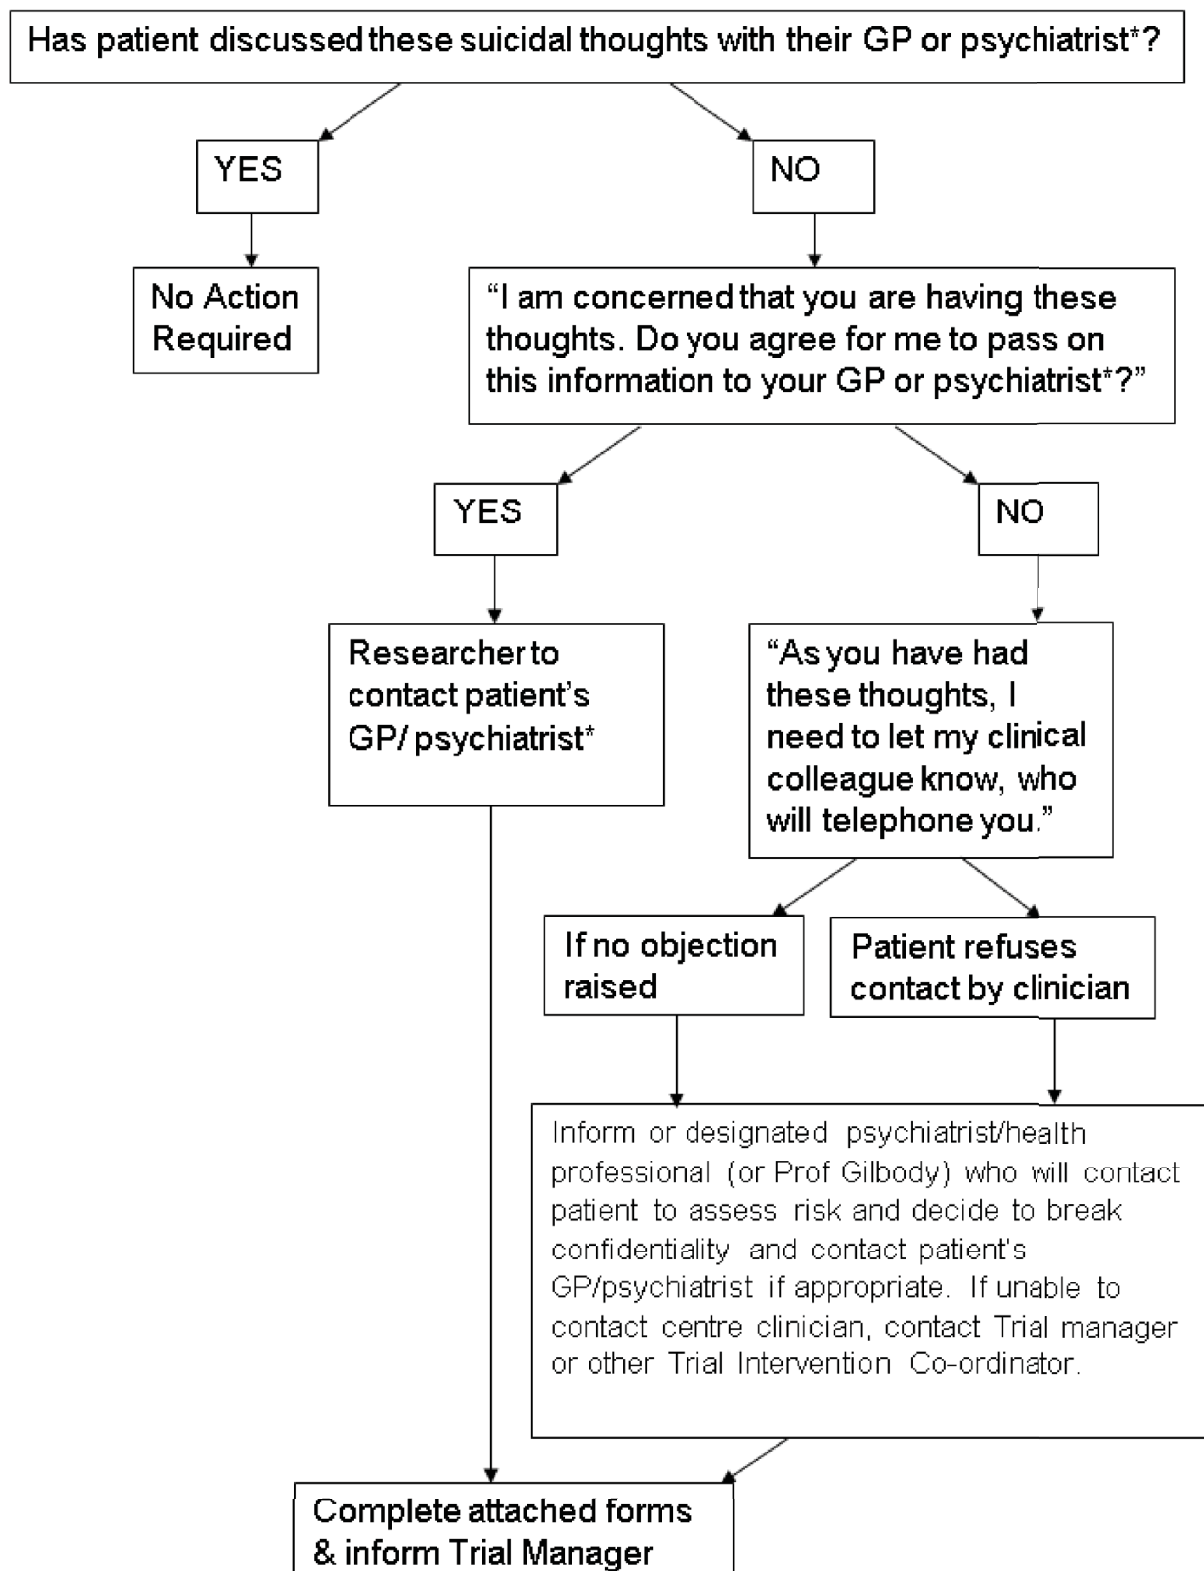 Has patient discussed these suicidal thoughts with their GP or psychiatrist*?
YES
NO
No Action
Required
“I am concerned that you are having these
thoughts. Do you agree for me to pass on
this information to your GP or psychiatrist*?”
YES
NO
Researcher to
contact patient’s
GP/ psychiatrist*
“As you have had
these thoughts, I
need to let my clinical
colleague know, who
will telephone you.”
If no objection
raised
Patient refuses
contact by clinician
Inform or designated psychiatrist/health
professional (or Prof Gilbody) who will contact
patient to assess risk and decide to break
confidentiality and contact patient's
GP/psychiatrist if appropriate. If unable to
contact centre clinician, contact Trial manager
or other Trial Intervention Co-ordinator.
Complete attached forms
& inform Trial Manager